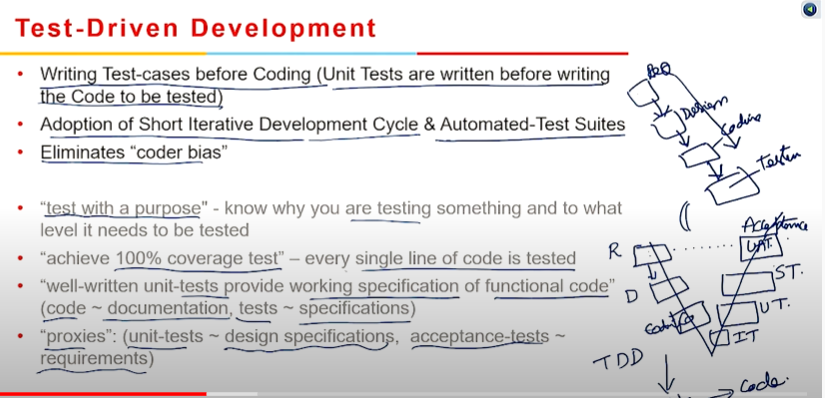 Test-Driven Development
• Writing Test-cases before Coding (Unit Tests are written before writing
the Code to be tested)
• Adoption of Short Iterative Development Cycle & Automated-Test Suites
• Eliminates “coder bias”
• “test with a purpose" - know why you are testing something and to what
level it needs to be tested
• “achieve 100% coverage test” – every single line of code is tested
• “well-written unit-tests provide working specification of functional code”
(code ~ documentation, tests ~ specifications)
• “proxies”: (unit-tests ~ design specifications, acceptance-tests ~
requirements)
Design
Coding
Acceptance
R
UAT
ST.
D
UT.
Coding
IT
TDD
Code.